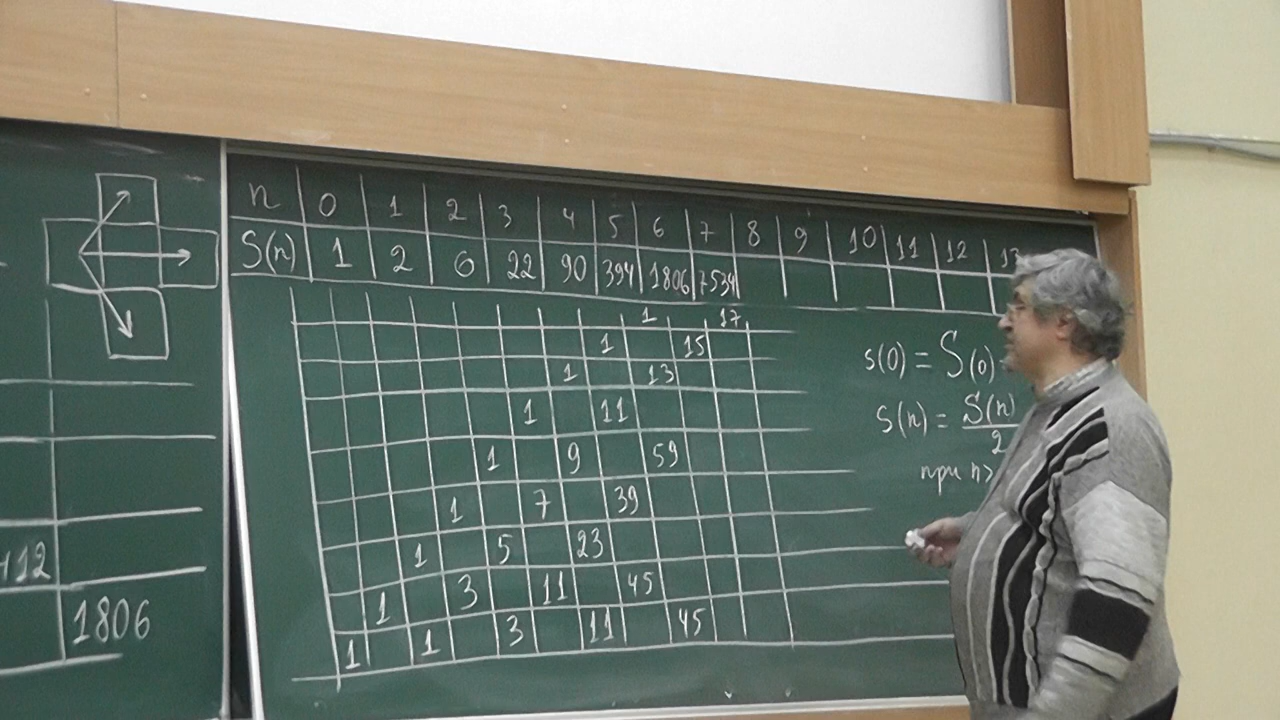 n 0 1 2 3 4 5 6 7 8 9 10 11 12 13
S(n) 1 2 6 22 90 394 1806 7534
1 17
1 15
1 13
1 11
1 9 59
1 7 39
1 5 23
1 3 11 45
1 1 3 11 45
s(0) = S(0)
s(n) = S(n)
2
при n>
412
1806